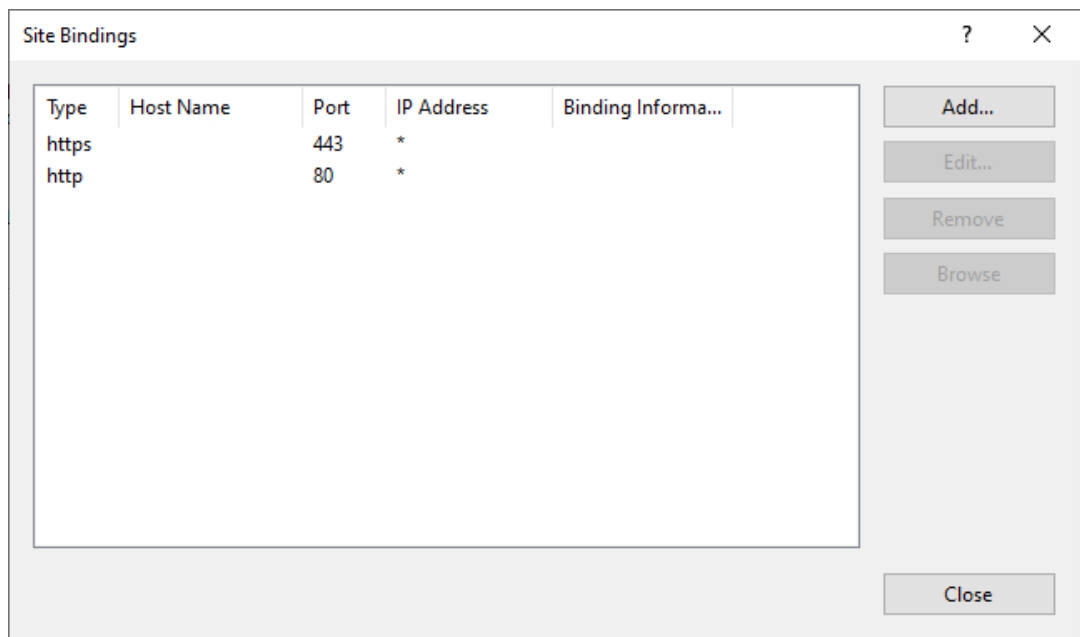 Site Bindings
?
Type Host Name Port IP Address Binding Informa...
https 443 *
http 80 *
Add...
Edit...
Remove
Browse
Close